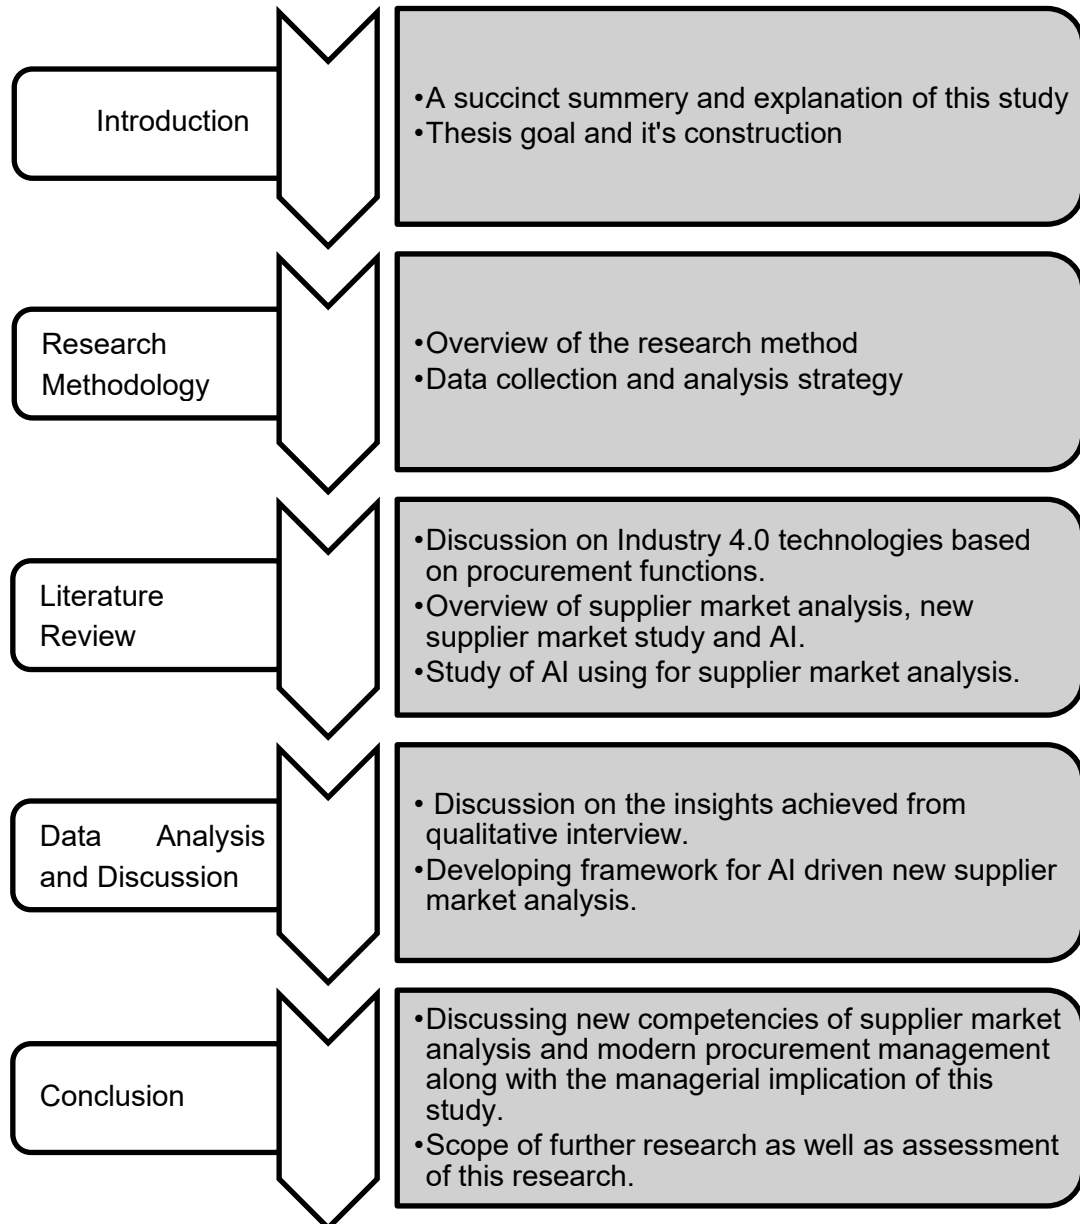 Introduction
•A succinct summery and explanation of this study
•Thesis goal and it's construction
Research
Methodology
•Overview of the research method
•Data collection and analysis strategy
Literature
Review
•Discussion on Industry 4.0 technologies based
on procurement functions.
•Overview of supplier market analysis, new
supplier market study and AI.
•Study of AI using for supplier market analysis.
Data Analysis
and Discussion
• Discussion on the insights achieved from
qualitative interview.
•Developing framework for AI driven new supplier
market analysis.
Conclusion
•Discussing new competencies of supplier market
analysis and modern procurement management
along with the managerial implication of this
study.
•Scope of further research as well as assessment
of this research.